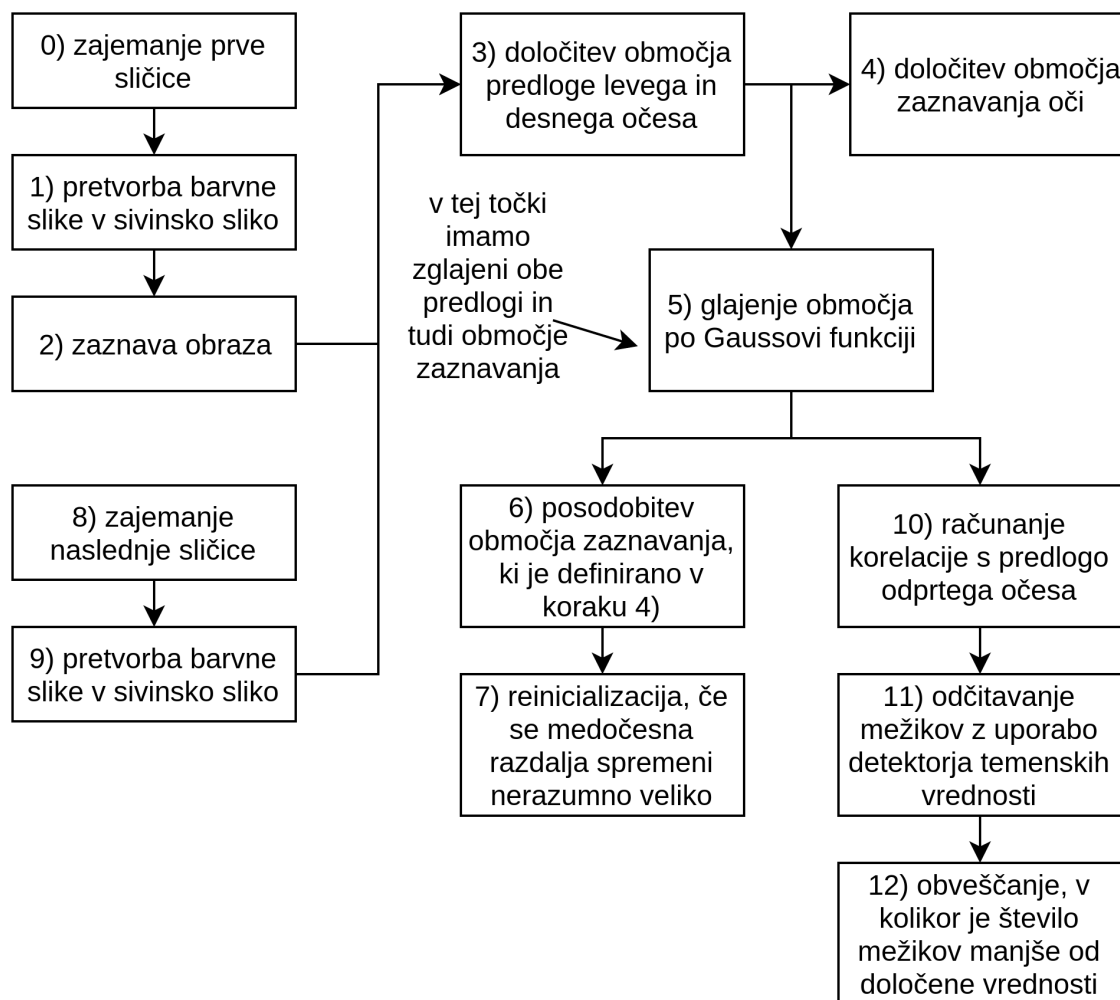 0) zajemanje prve
sličice
1) pretvorba barvne
slike v sivinsko sliko
2) zaznava obraza
3) določitev območja
predloge levega in
desnega očesa
4) določitev območja
zaznavanja oči
v tej točki
imamo
zglajeni obe
predlogi in
tudi območje
zaznavanja
5) glajenje območja
po Gaussovi funkciji
6) posodobitev
območja zaznavanja,
ki je definirano v
koraku 4)
7) reinicializacija, če
se medočesna
razdalja spremeni
nerazumno veliko
8) zajemanje
naslednje sličice
9) pretvorba barvne
slike v sivinsko sliko
10) računanje
korelacije s predlogo
odprtega očesa
11) odčitavanje
mežikov z uporabo
detektorja temenskih
vrednosti
12) obveščanje, v
kolikor je število
mežikov manjše od
določene vrednosti